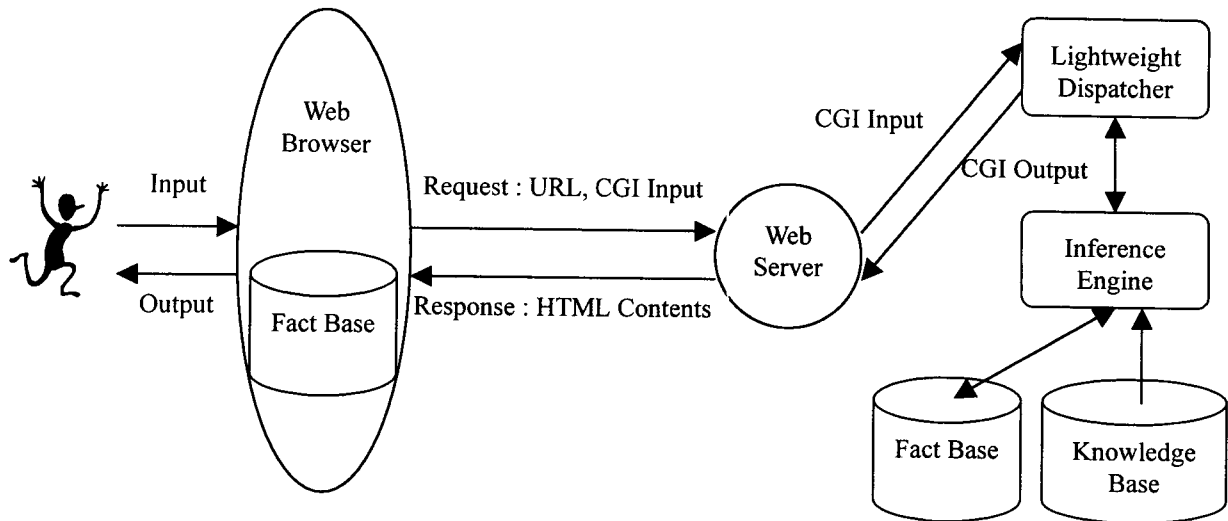 Web
Browser
Input
Output
Fact Base
Request : URL, CGI Input
Response : HTML Contents
Web
Server
CGI Input
CGI Output
Lightweight
Dispatcher
Inference
Engine
Fact Base
Knowledge
Base